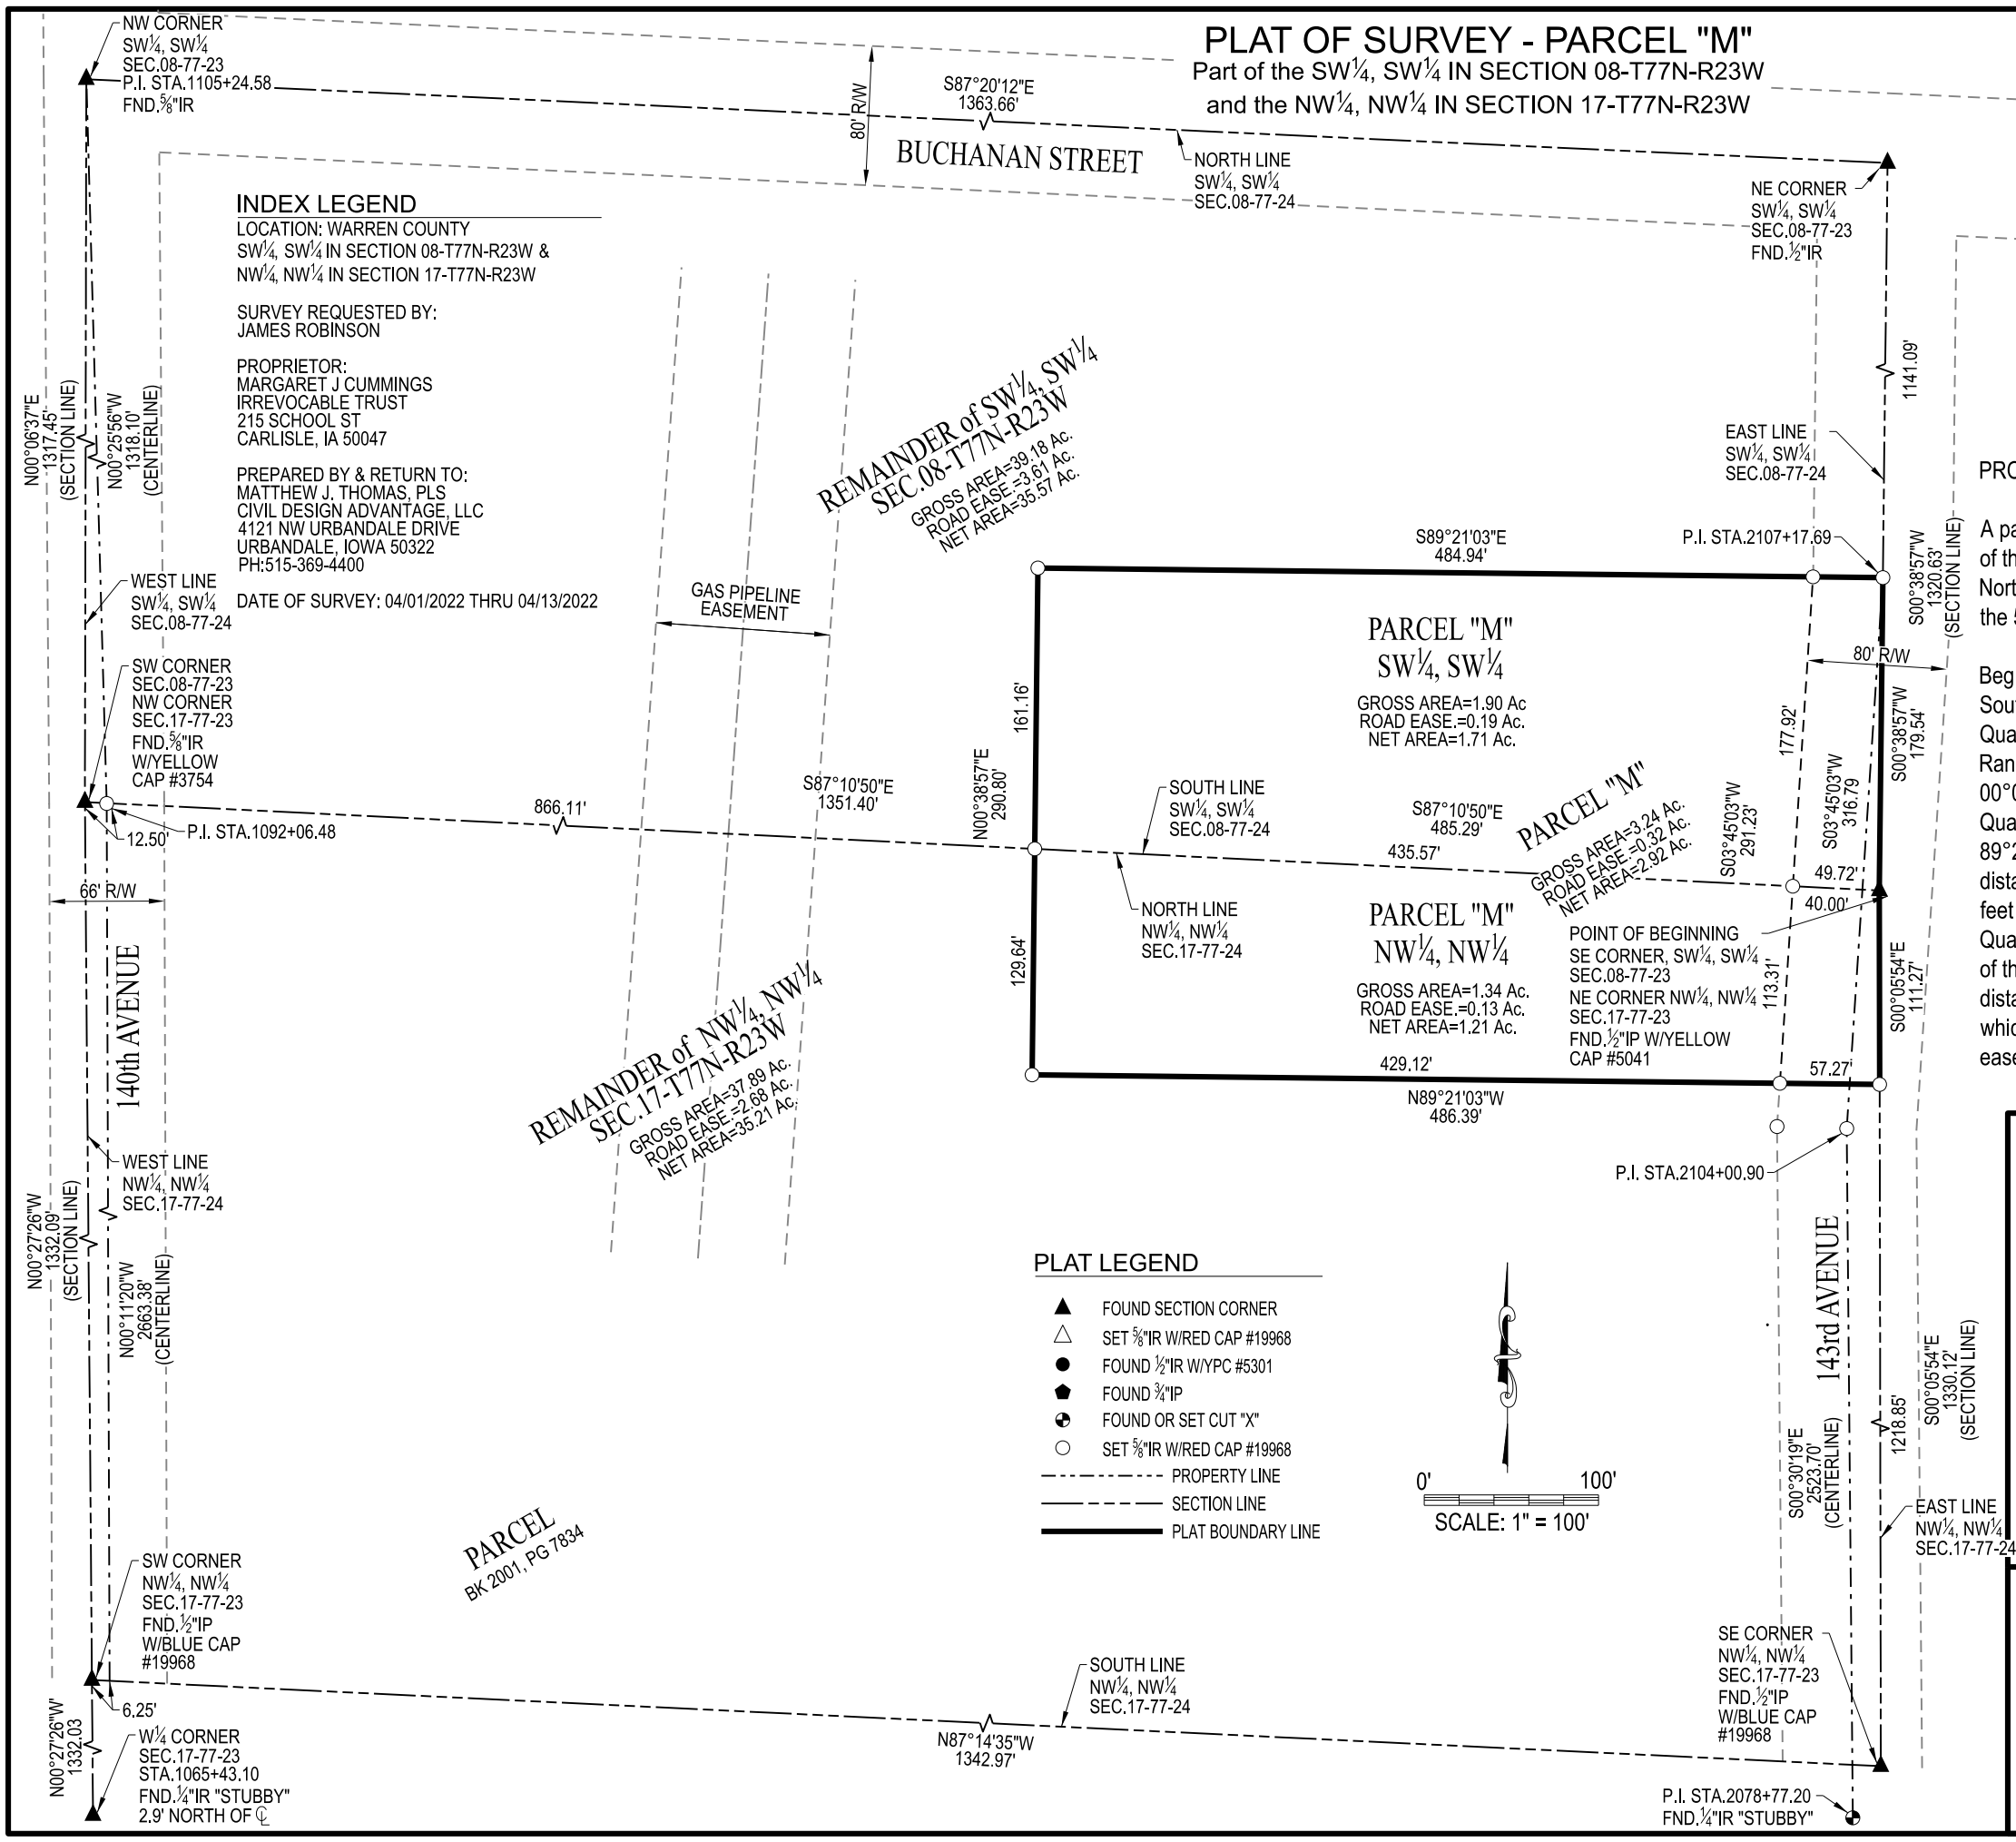 PLAT OF SURVEY - PARCEL "M"
Part of the SW¼, SW¼ IN SECTION 08-T77N-R23W
and the NW¼, NW¼ IN SECTION 17-T77N-R23W
NW CORNER
SW¼, SW¼
SEC.08-77-23
P.I. STA.1105+24.58
FND.⅝"IR
S87°20'12"E
1363.66'
80' R/W
BUCHANAN STREET
NORTH LINE
SW¼, SW¼
SEC.08-77-24
NE CORNER
SW¼, SW¼
SEC.08-77-23
FND.½"IR
INDEX LEGEND
LOCATION: WARREN COUNTY
SW¼, SW¼ IN SECTION 08-T77N-R23W &
NW¼, NW¼ IN SECTION 17-T77N-R23W
SURVEY REQUESTED BY:
JAMES ROBINSON
PROPRIETOR:
MARGARET J CUMMINGS
IRREVOCABLE TRUST
215 SCHOOL ST
CARLISLE, IA 50047
PREPARED BY & RETURN TO:
MATTHEW J. THOMAS, PLS
CIVIL DESIGN ADVANTAGE, LLC
4121 NW URBANDALE DRIVE
URBANDALE, IOWA 50322
PH:515-369-4400
DATE OF SURVEY: 04/01/2022 THRU 04/13/2022
N00°06'37"E
1317.45'
(SECTION LINE)
N00°25'56"W
1318.10'
(CENTERLINE)
REMAINDER of SW¼, SW¼
SEC.08-T77N-R23W
GROSS AREA=39.18 Ac.
ROAD EASE.=3.61 Ac.
NET AREA=35.57 Ac.
1141.09'
EAST LINE
SW¼, SW¼
SEC.08-77-24
P.I. STA.2107+17.69
S00°38'57"W
1320.63'
(SECTION LINE)
PRO
A pa
of th
Nort
the 5
Beg
Sout
Qua
Ran
00°0
Qua
89°2
dista
feet
Qua
of th
dista
whic
ease
S89°21'03"E
484.94'
WEST LINE
SW¼, SW¼
SEC.08-77-24
GAS PIPELINE
EASEMENT
SW CORNER
SEC.08-77-23
NW CORNER
SEC.17-77-23
FND.⅝"IR
W/YELLOW
CAP #3754
PARCEL "M"
SW¼, SW¼
GROSS AREA=1.90 Ac
ROAD EASE.=0.19 Ac.
NET AREA=1.71 Ac.
80' R/W
161.16'
177.92'
S00°38'57"W
179.54'
N00°38'57"E
290.80'
S87°10'50"E
1351.40'
866.11'
12.50'
P.I. STA.1092+06.48
SOUTH LINE
SW¼, SW¼
SEC.08-77-24
S87°10'50"E
485.29'
435.57'
PARCEL "M"
GROSS AREA=3.24 Ac.
ROAD EASE.=0.32 Ac.
NET AREA=2.92 Ac.
S03°45'03"W
291.23'
S03°45'03"W
316.79
49.72'
40.00'
66' R/W
140th AVENUE
NORTH LINE
NW¼, NW¼
SEC.17-77-24
PARCEL "M"
NW¼, NW¼
GROSS AREA=1.34 Ac.
ROAD EASE.=0.13 Ac.
NET AREA=1.21 Ac.
POINT OF BEGINNING
SE CORNER, SW¼, SW¼
SEC.08-77-23
NE CORNER NW¼, NW¼
SEC.17-77-23
FND.½"IP W/YELLOW
CAP #5041
129.64'
113.31'
S00°05'54"E
111.27'
429.12'
57.27'
N89°21'03"W
486.39'
REMAINDER of NW¼, NW¼
SEC.17-T77N-R23W
GROSS AREA=37.89 Ac.
ROAD EASE.=2.68 Ac.
NET AREA=35.21 Ac.
WEST LINE
NW¼, NW¼
SEC.17-77-24
P.I. STA.2104+00.90
N00°27'26"W
1332.09'
(SECTION LINE)
N00°11'20"W
2663.38'
(CENTERLINE)
PLAT LEGEND
FOUND SECTION CORNER
SET ⅝"IR W/RED CAP #19968
FOUND ½"IR W/YPC #5301
FOUND ¾"IP
FOUND OR SET CUT "X"
SET ⅝"IR W/RED CAP #19968
PROPERTY LINE
SECTION LINE
PLAT BOUNDARY LINE
0' 100'
SCALE: 1" = 100'
143rd AVENUE
S00°30'19"E
2523.70'
(CENTERLINE)
1218.85'
S00°05'54"E
1330.12'
(SECTION LINE)
EAST LINE
NW¼, NW¼
SEC.17-77-24
PARCEL
BK 2001, PG 7834
SW CORNER
NW¼, NW¼
SEC.17-77-23
FND.½"IP
W/BLUE CAP
#19968
6.25'
N00°27'26"W
1332.03
W¼ CORNER
SEC.17-77-23
STA.1065+43.10
FND.¼"IR "STUBBY"
2.9' NORTH OF ℄
SOUTH LINE
NW¼, NW¼
SEC.17-77-24
N87°14'35"W
1342.97'
SE CORNER
NW¼, NW¼
SEC.17-77-23
FND.½"IP
W/BLUE CAP
#19968
P.I. STA.2078+77.20
FND.¼"IR "STUBBY"